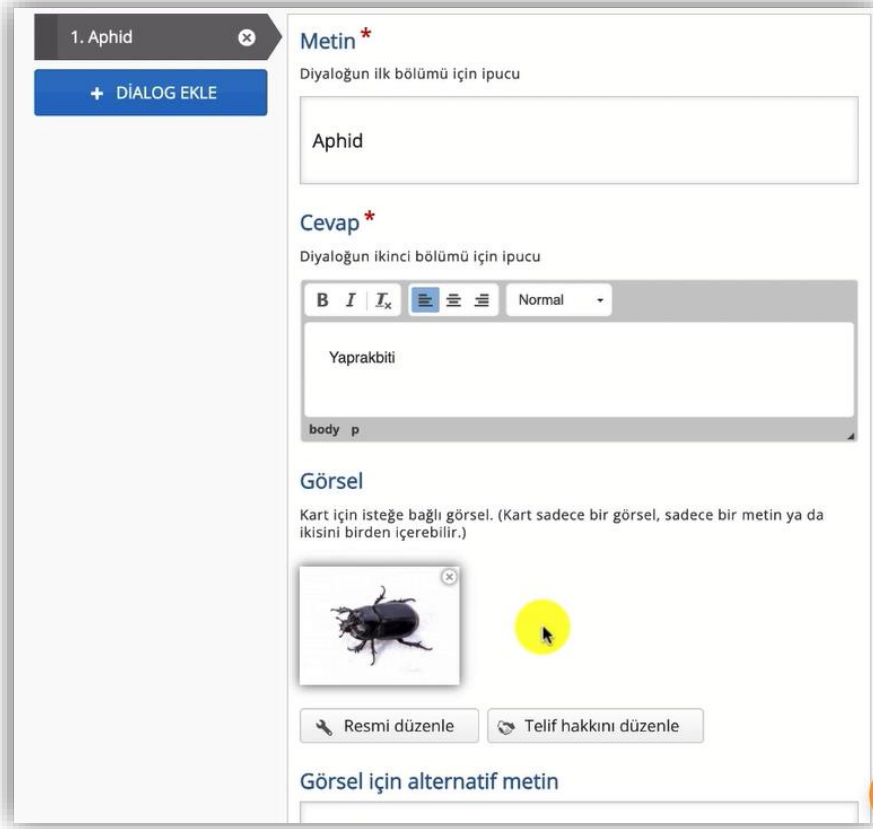 1. Aphid
+ DİALOG EKLE
Metin *
Diyaloğun ilk bölümü için ipucu
Aphid
Cevap *
Diyaloğun ikinci bölümü için ipucu
B I Tx Normal
Yaprakbiti
body p
Görsel
Kart için isteğe bağlı görsel. (Kart sadece bir görsel, sadece bir metin ya da
ikisini birden içerebilir.)
Resmi düzenle Telif hakkını düzenle
Görsel için alternatif metin